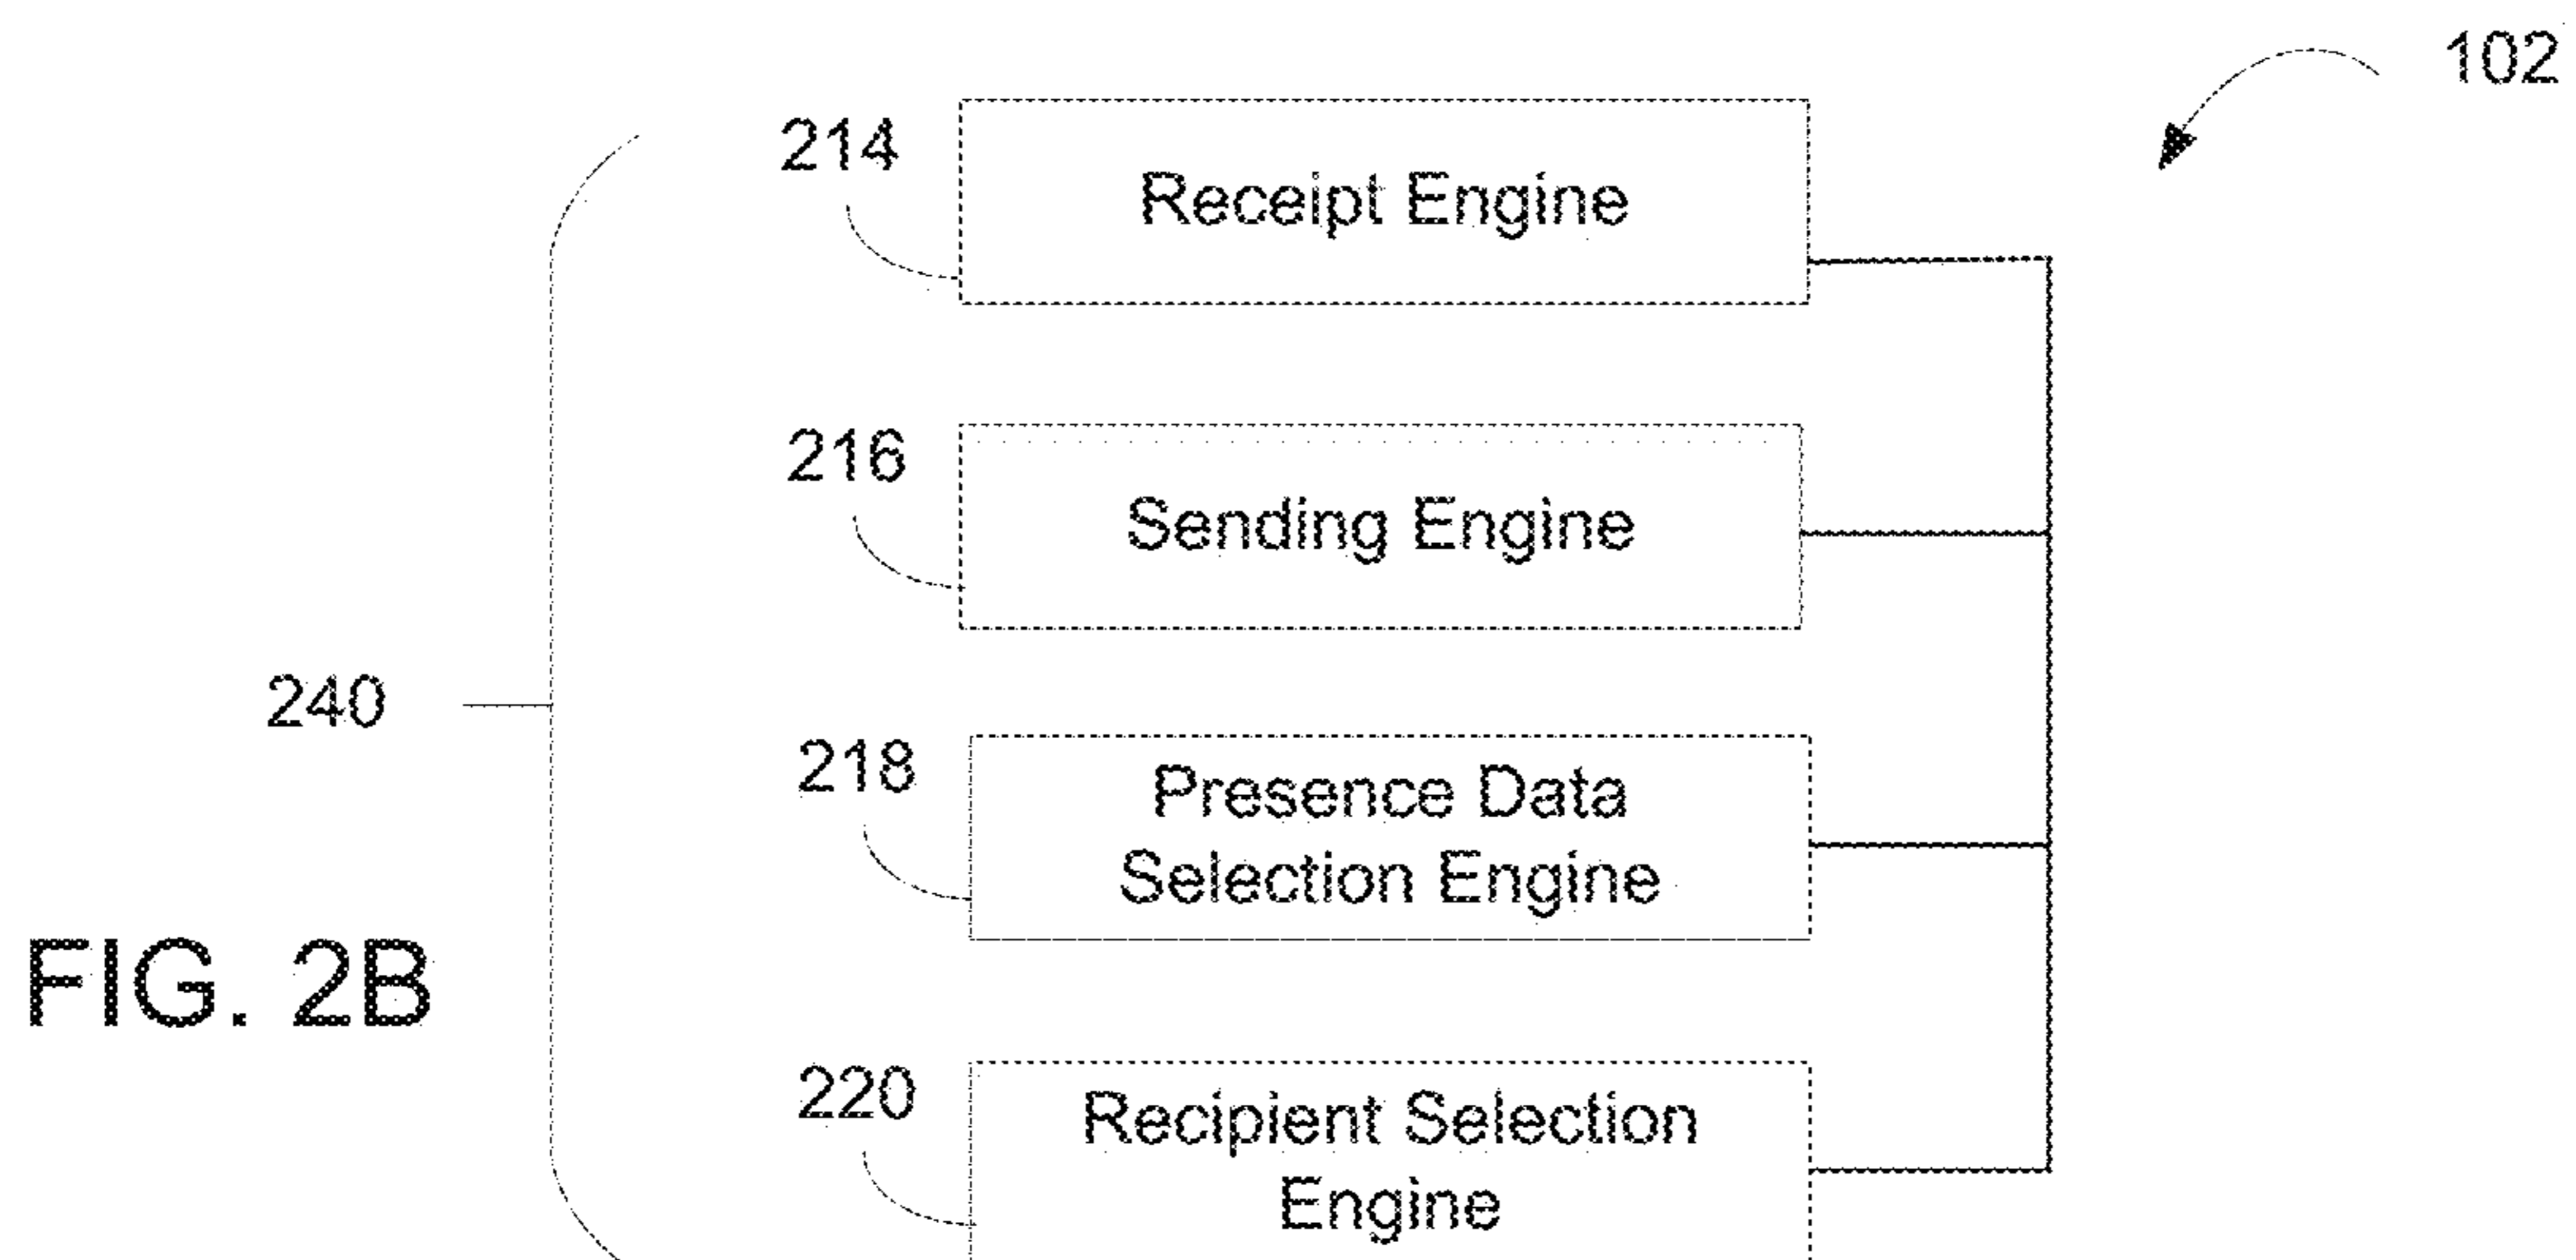 102
214
Receipt Engine
216
Sending Engine
240
218
Presence Data
Selection Engine
FIG. 2B
220
Recipient Selection
Engine